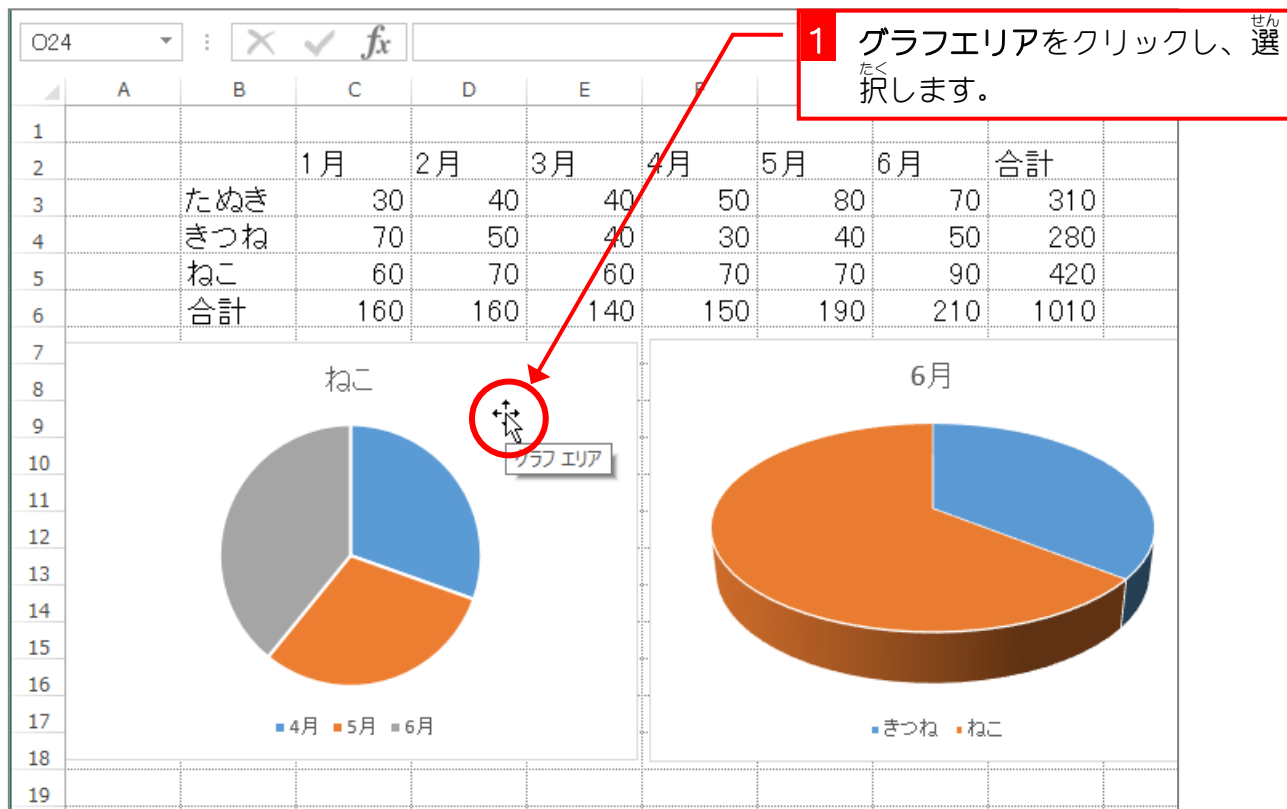 O24 fx
1 グラフエリアをクリックし、選せん
択たくします。
A B C D E F
1
2 1月 2月 3月 4月 5月 6月 合計
3 たぬき 30 40 40 50 80 70 310
4 きつね 70 50 40 30 40 50 280
5 ねこ 60 70 60 70 70 90 420
6 合計 160 160 140 150 190 210 1010
7
8
9
10
11
12
13
14
15
16
17
18
19
ねこ
グラフ エリア
4月 5月 6月
6月
きつね ねこ